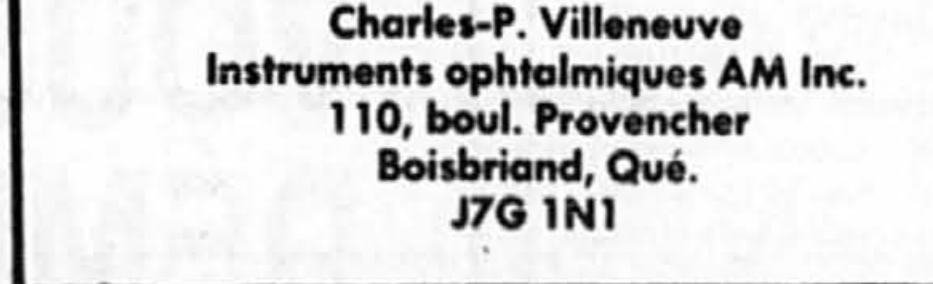 Charles-P. Villeneuve
Instruments ophtalmiques AM Inc.
110, boul. Provencher
Boisbriand, Qué.
J7G 1N1